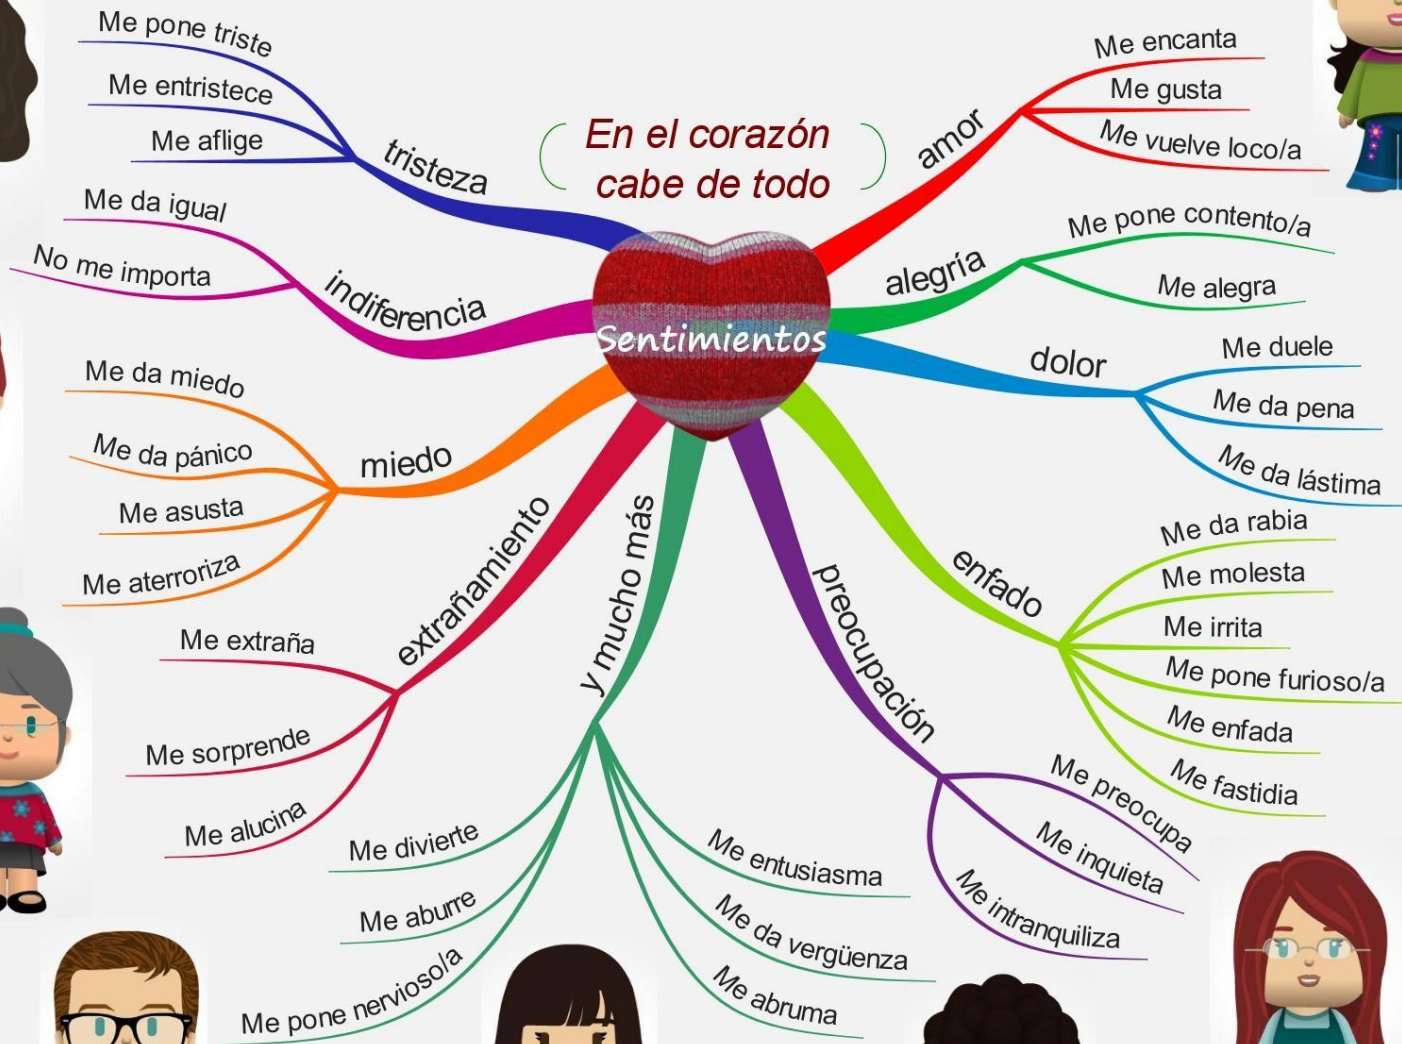 En el corazón
cabe de todo
Sentimientos
amor
Me encanta
Me gusta
Me vuelve loco/a
alegría
Me pone contento/a
Me alegra
dolor
Me duele
Me da pena
Me da lástima
enfado
Me da rabia
Me molesta
Me irrita
Me pone furioso/a
Me enfada
Me fastidia
preocupación
Me preocupa
Me inquieta
Me intranquiliza
y mucho más
Me entusiasma
Me da vergüenza
Me abruma
Me divierte
Me aburre
Me pone nervioso/a
extrañamiento
Me extraña
Me sorprende
Me alucina
miedo
Me da miedo
Me da pánico
Me asusta
Me aterroriza
indiferencia
Me da igual
No me importa
tristeza
Me pone triste
Me entristece
Me aflige